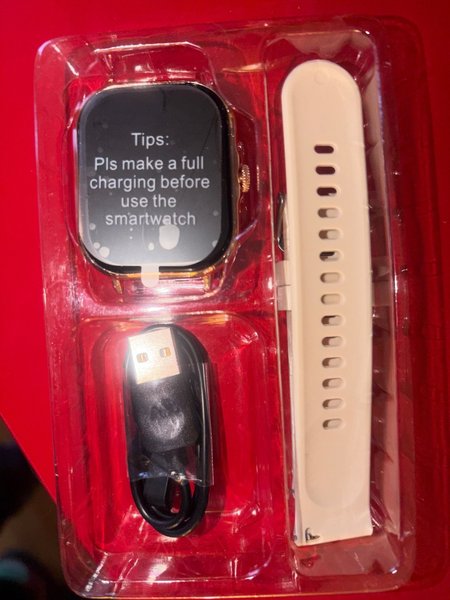 Tips:
Pls make a full
charging before
use the
smartwatch